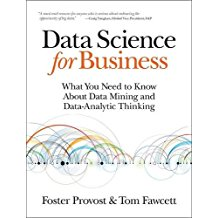 Data Science
for Business
What You Need to Know
About Data Mining and
Data-Analytic Thinking
Foster Provost & Tom Fawcett